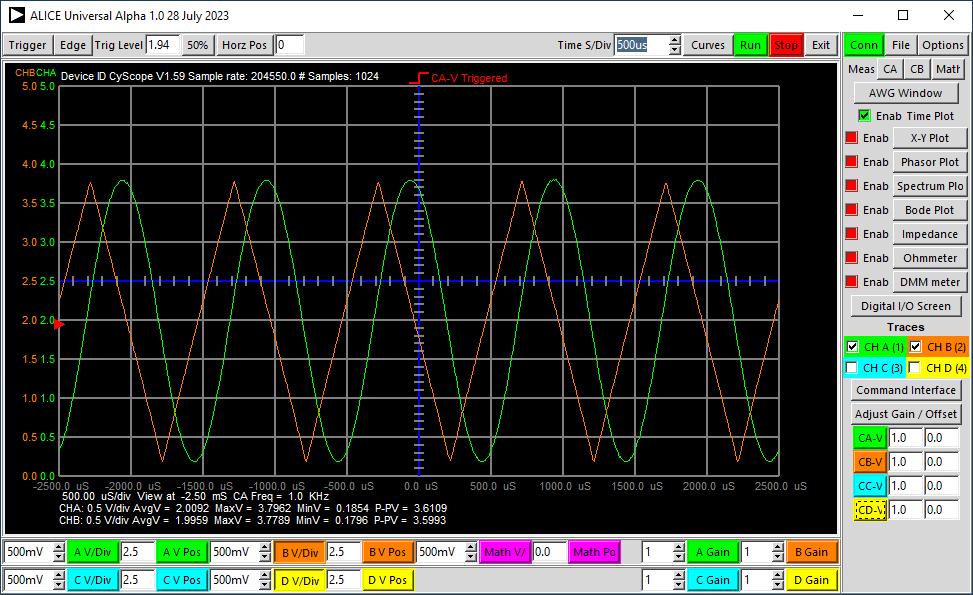 ALICE Universal Alpha 1.0 28 July 2023
Trigger Edge Trig Level 1.94 50% Horz Pos 0 Time S/Div 500us Curves Run Stop Exit Conn File Options
Meas CA CB Math
AWG Window
Enab Time Plot
Enab X-Y Plot
Enab Phasor Plot
Enab Spectrum Plo
Enab Bode Plot
Enab Impedance
Enab Ohmmeter
Enab DMM meter
Digital I/O Screen
Traces
CH A (1) CH B (2)
CH C (3) CH D (4)
Command Interface
Adjust Gain / Offset
CA-V 1.0 0.0
CB-V 1.0 0.0
CC-V 1.0 0.0
CD-V 1.0 0.0
CHB CHA Device ID CyScope V1.59 Sample rate: 204550.0 # Samples: 1024 CA-V Triggered
5.0 5.0
4.5 4.5
4.0 4.0
3.5 3.5
3.0 3.0
2.5 2.5
2.0 2.0
1.5 1.5
1.0 1.0
0.5 0.5
0.0 0.0
-2500.0 uS -2000.0 uS -1500.0 uS -1000.0 uS -500.0 uS 0.0 uS 500.0 uS 1000.0 uS 1500.0 uS 2000.0 uS 2500.0 uS
500.00 uS/div View at -2.50 mS CA Freq = 1.0 KHz
CHA: 0.5 V/div AvgV = 2.0092 MaxV = 3.7962 MinV = 0.1854 P-PV = 3.6109
CHB: 0.5 V/div AvgV = 1.9959 MaxV = 3.7789 MinV = 0.1796 P-PV = 3.5993
500mV A V/Div 2.5 A V Pos 500mV B V/Div 2.5 B V Pos 500mV Math V/ 0.0 Math Po 1 A Gain 1 B Gain
500mV C V/Div 2.5 C V Pos 500mV D V/Div 2.5 D V Pos 1 C Gain 1 D Gain